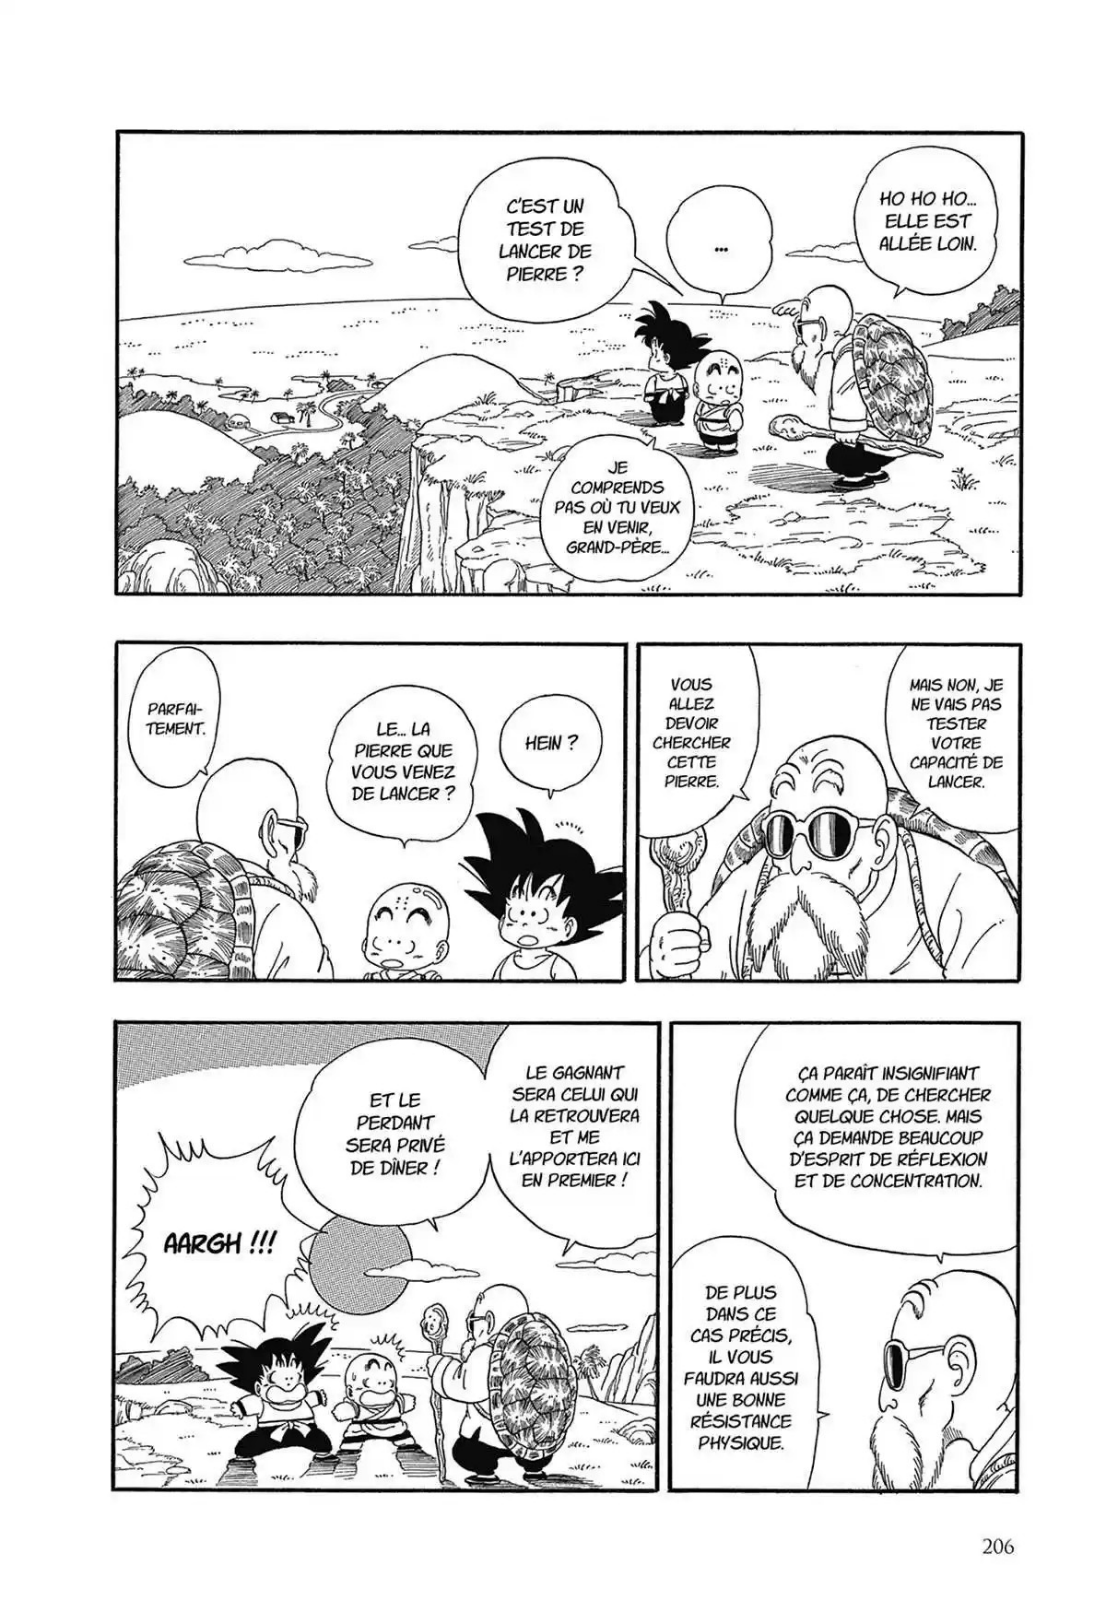 HO HO HO...
ELLE EST
ALLÉE LOIN.
...
C'EST UN
TEST DE
LANCER DE
PIERRE ?
JE
COMPRENDS
PAS OÙ TU VEUX
EN VENIR,
GRAND-PÈRE...
MAIS NON, JE
NE VAIS PAS
TESTER
VOTRE
CAPACITÉ DE
LANCER.
VOUS
ALLEZ
DEVOIR
CHERCHER
CETTE
PIERRE.
HEIN ?
LE... LA
PIERRE QUE
VOUS VENEZ
DE LANCER ?
PARFAI-
TEMENT.
ÇA PARAÎT INSIGNIFIANT
COMME ÇA, DE CHERCHER
QUELQUE CHOSE. MAIS
ÇA DEMANDE BEAUCOUP
D'ESPRIT DE RÉFLEXION
ET DE CONCENTRATION.
DE PLUS
DANS CE
CAS PRÉCIS,
IL VOUS
FAUDRA AUSSI
UNE BONNE
RÉSISTANCE
PHYSIQUE.
LE GAGNANT
SERA CELUI QUI
LA RETROUVERA
ET ME
L'APPORTERA ICI
EN PREMIER !
ET LE
PERDANT
SERA PRIVÉ
DE DÎNER !
AARGH !!!
206